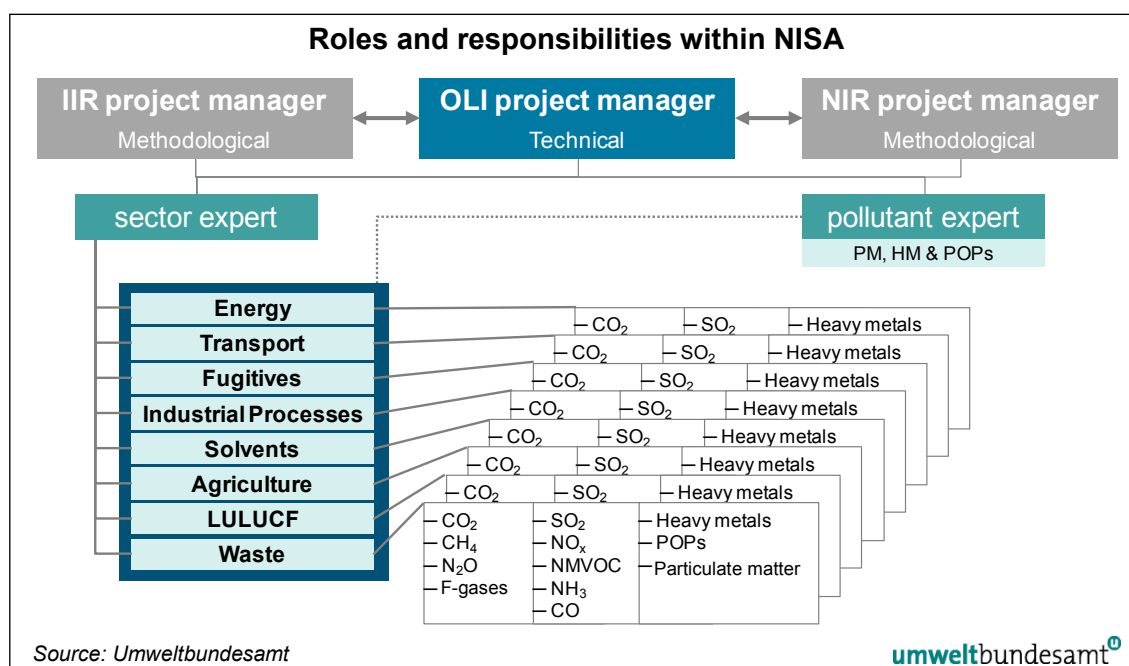 Roles and responsibilities within NISA
IIR project manager
Methodological
OLI project manager
Technical
NIR project manager
Methodological
sector expert
pollutant expert
PM, HM & POPs
Energy
Transport
Fugitives
Industrial Processes
Solvents
Agriculture
LULUCF
Waste
CO₂ SO₂ Heavy metals
CO₂ SO₂ Heavy metals
CO₂ SO₂ Heavy metals
CO₂ SO₂ Heavy metals
CO₂ SO₂ Heavy metals
CO₂ SO₂ Heavy metals
CO₂ SO₂ Heavy metals
CO₂ SO₂ Heavy metals
CH₄ NOₓ POPs
N₂O NMVOC Particulate matter
F-gases NH₃
CO
Source: Umweltbundesamt
umweltbundesamt ⓤ